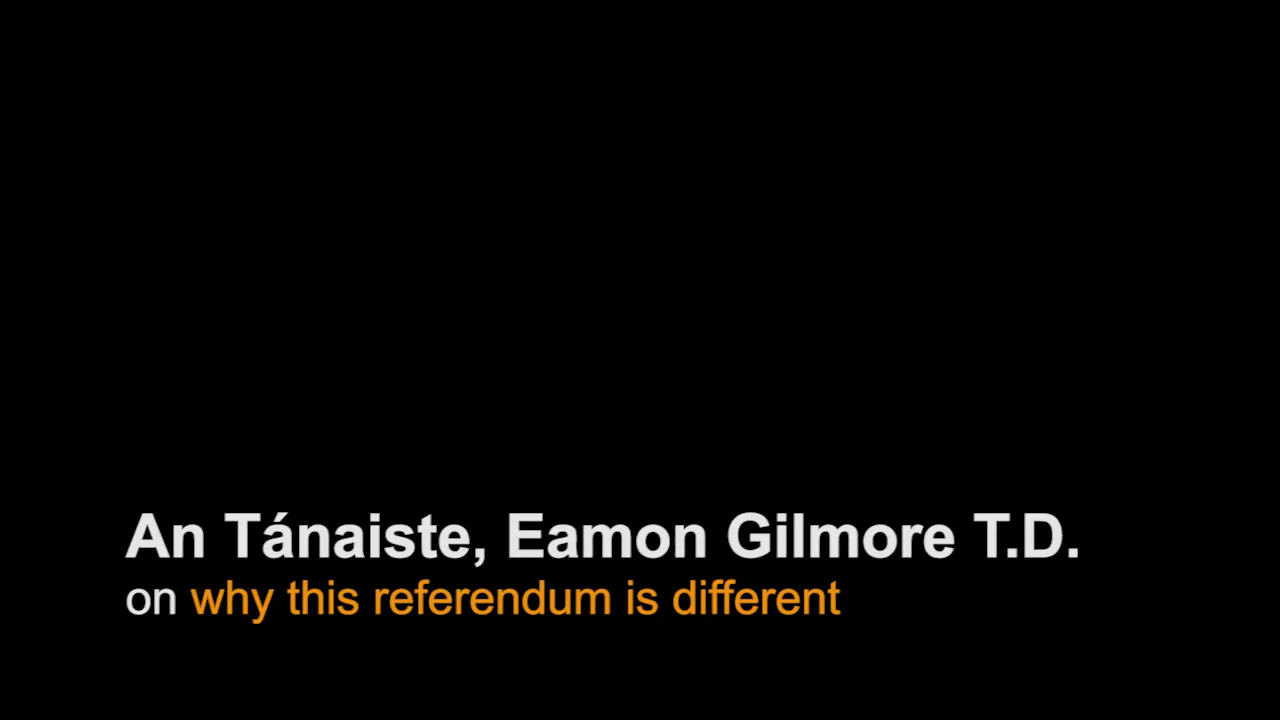 An Tánaiste, Eamon Gilmore T.D.
on why this referendum is different